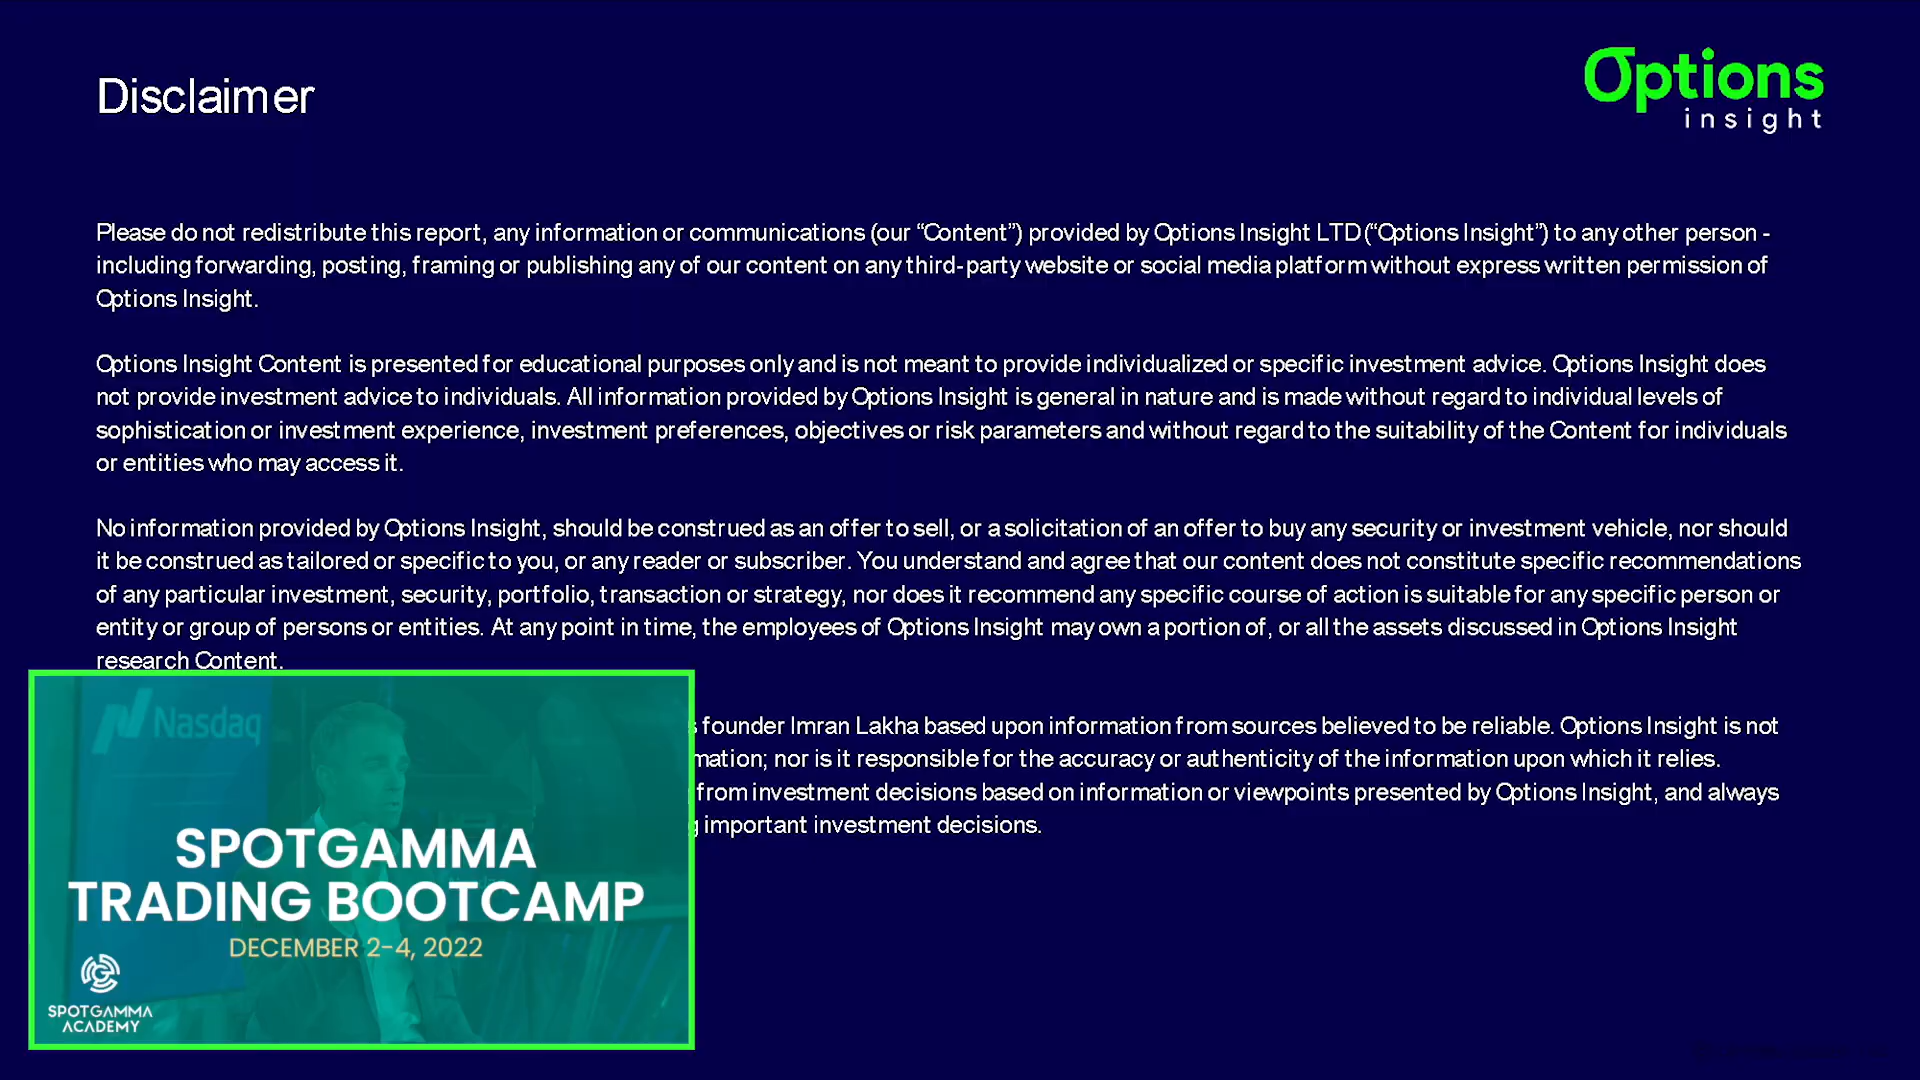 Disclaimer
Options
insight
Please do not redistribute this report, any information or communications (our “Content”) provided by Options Insight LTD (“Options Insight”) to any other person -
including forwarding, posting, framing or publishing any of our content on any third-party website or social media platform without express written permission of
Options Insight.
Options Insight Content is presented for educational purposes only and is not meant to provide individualized or specific investment advice. Options Insight does
not provide investment advice to individuals. All information provided by Options Insight is general in nature and is made without regard to individual levels of
sophistication or investment experience, investment preferences, objectives or risk parameters and without regard to the suitability of the Content for individuals
or entities who may access it.
No information provided by Options Insight, should be construed as an offer to sell, or a solicitation of an offer to buy any security or investment vehicle, nor should
it be construed as tailored or specific to you, or any reader or subscriber. You understand and agree that our content does not constitute specific recommendations
of any particular investment, security, portfolio, transaction or strategy, nor does it recommend any specific course of action is suitable for any specific person or
entity or group of persons or entities. At any point in time, the employees of Options Insight may own a portion of, or all the assets discussed in Options Insight
research Content.
founder Imran Lakha based upon information from sources believed to be reliable. Options Insight is not
mation; nor is it responsible for the accuracy or authenticity of the information upon which it relies.
from investment decisions based on information or viewpoints presented by Options Insight, and always
important investment decisions.
Nasdaq
SPOTGAMMA
TRADING BOOTCAMP
DECEMBER 2-4, 2022
SPOTGAMMA
ACADEMY